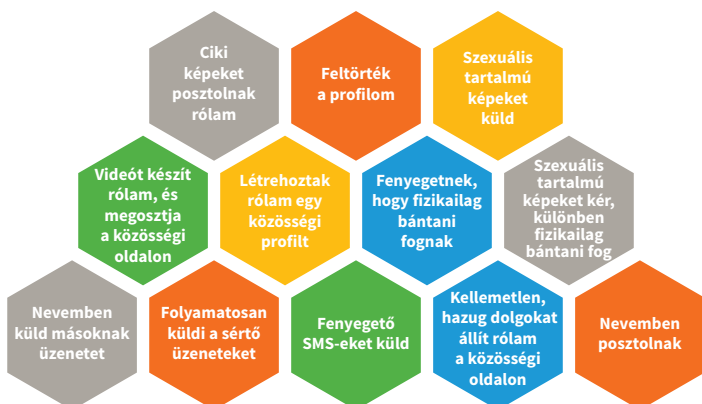 Ciki
képeket
posztolnak
rólam
Feltörték
a profilom
Szexuális
tartalmú
képeket
küld
Videót készít
rólam, és
megosztja
a közösségi
oldalon
Létrehoztak
rólam egy
közösségi
profilt
Fenyegetnek,
hogy fizikailag
bántani
fognak
Szexuális
tartalmú
képeket kér,
különben
fizikailag
bántani fog
Nevemben
küld másoknak
üzenetet
Folyamatosan
küldi a sértő
üzeneteket
Fenyegető
SMS-eket küld
Kellemetlen,
hazug dolgokat
állít rólam
a közösségi
oldalon
Nevemben
posztolnak